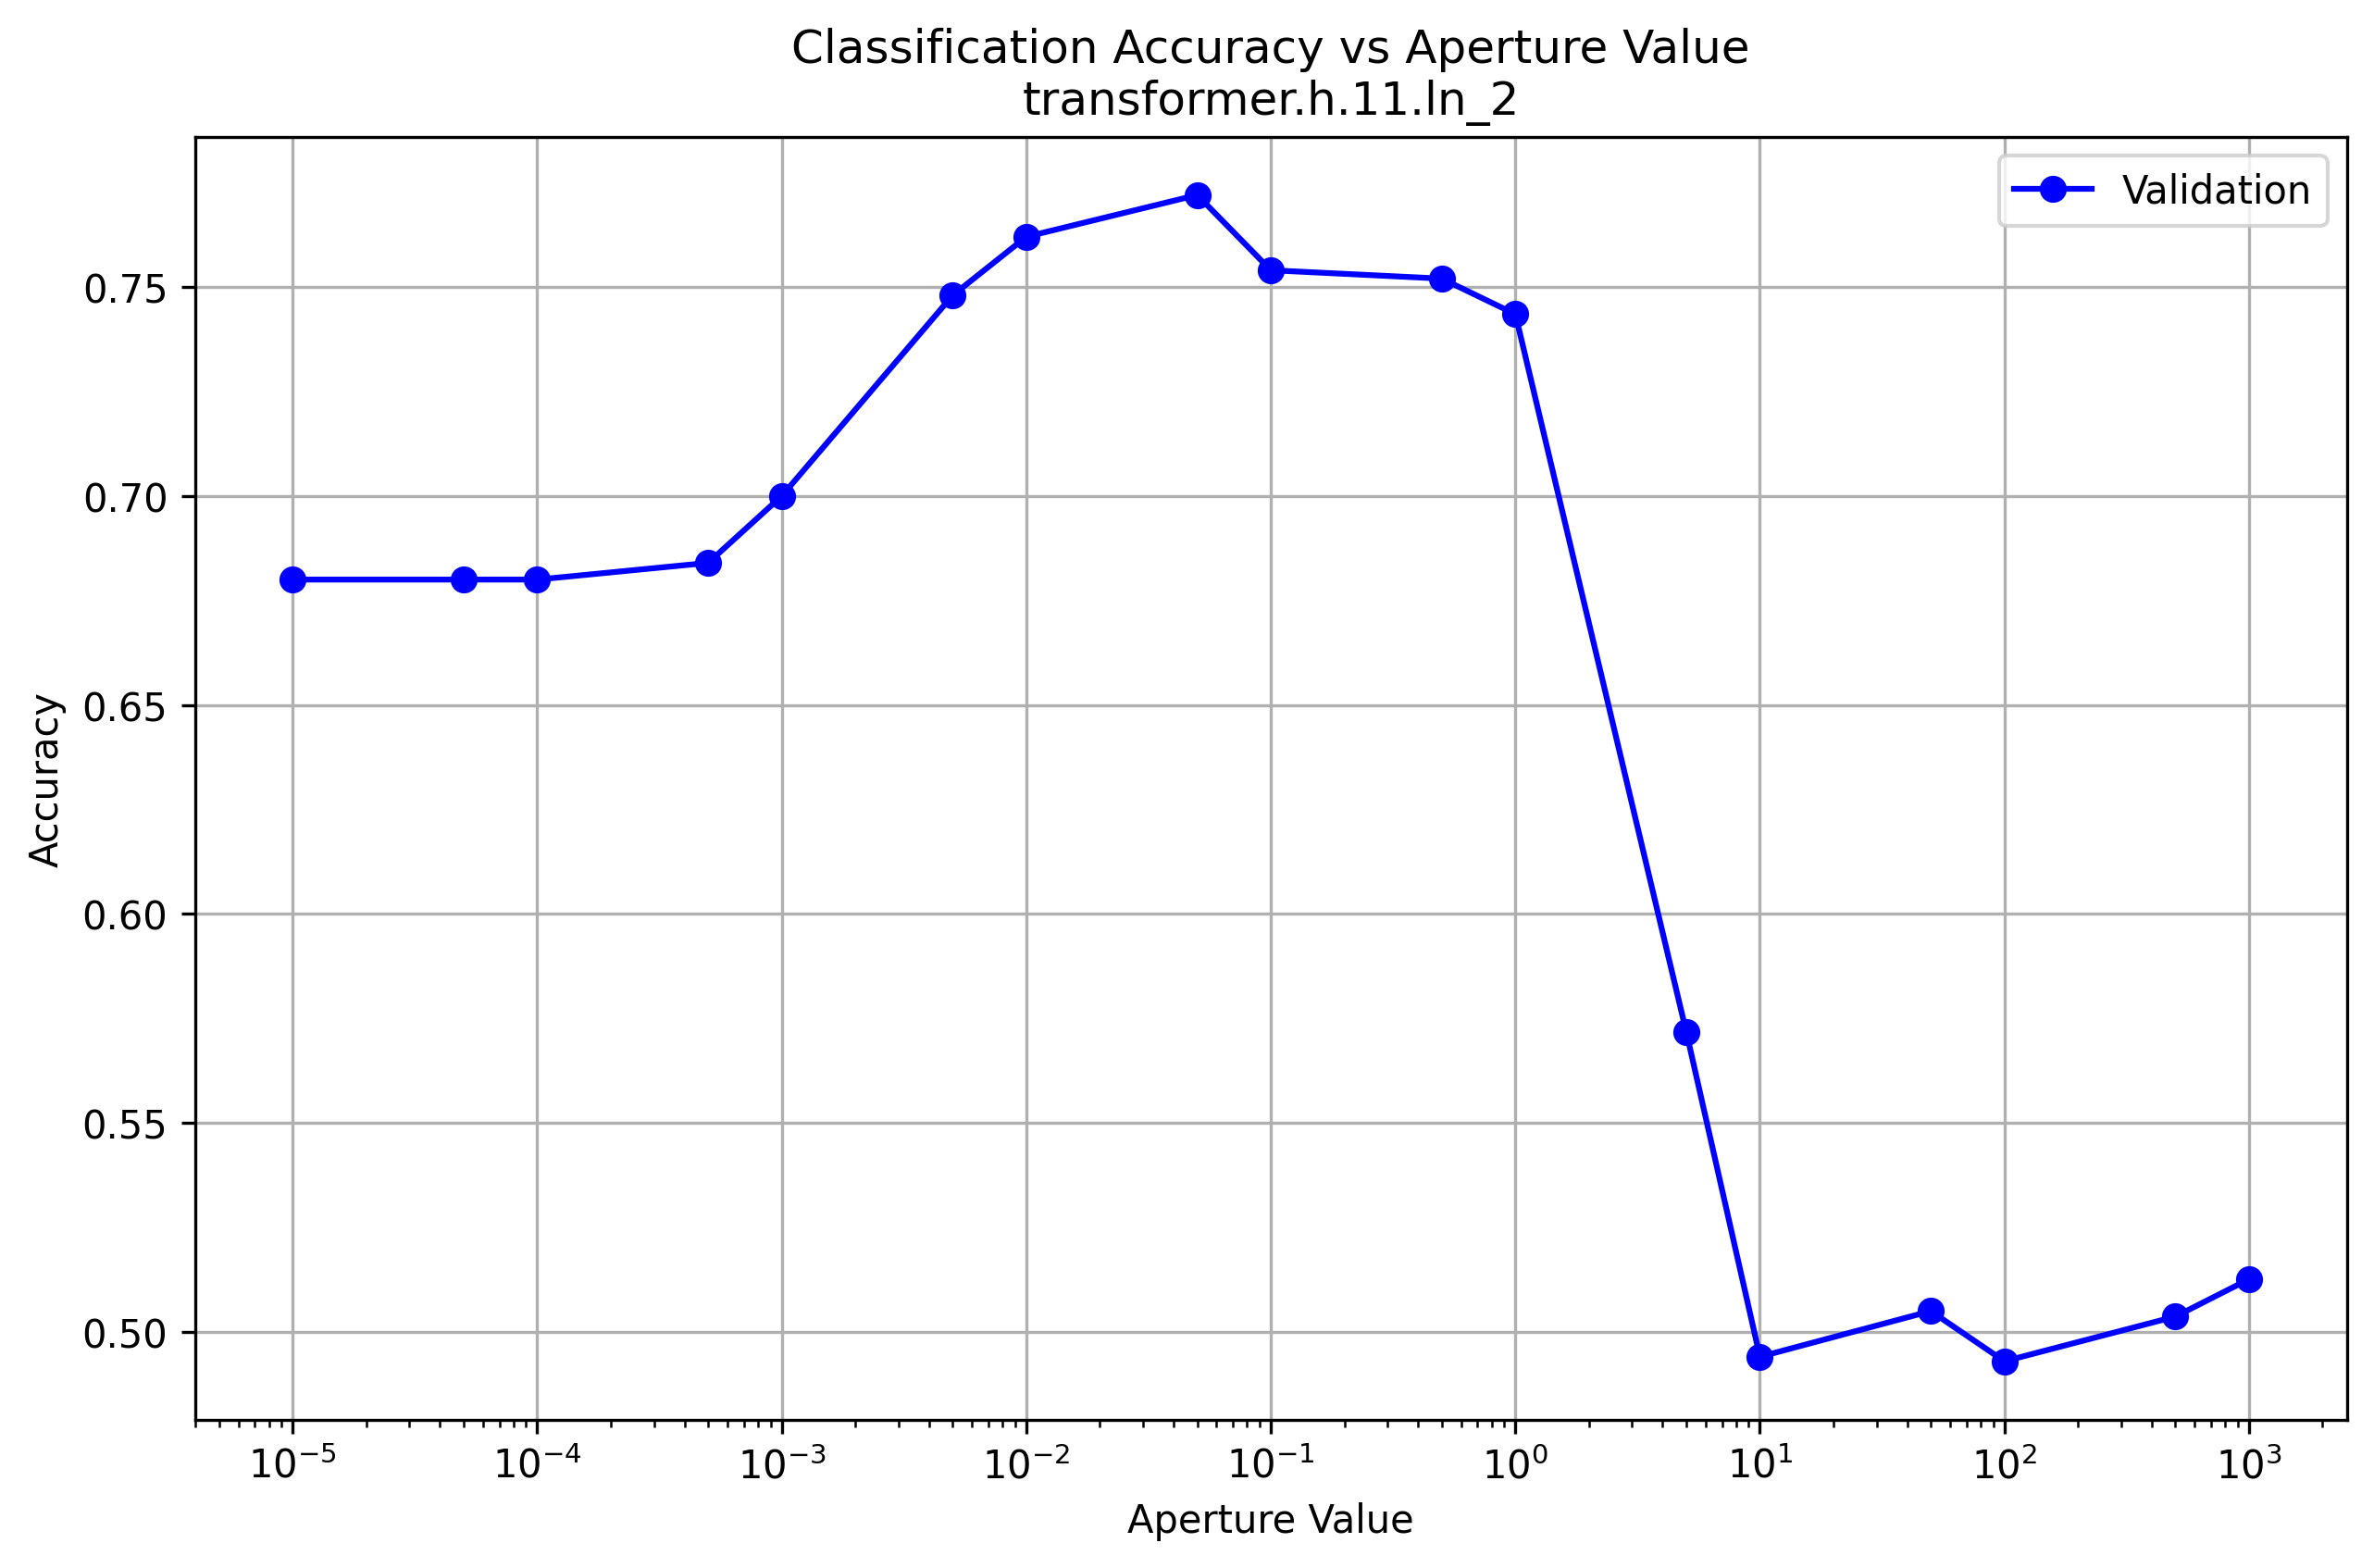 Classification Accuracy vs Aperture Value
transformer.h.11.ln_2
Validation
Accuracy
0.75
0.70
0.65
0.60
0.55
0.50
10⁻⁵ 10⁻⁴ 10⁻³ 10⁻² 10⁻¹ 10⁰ 10¹ 10² 10³
Aperture Value